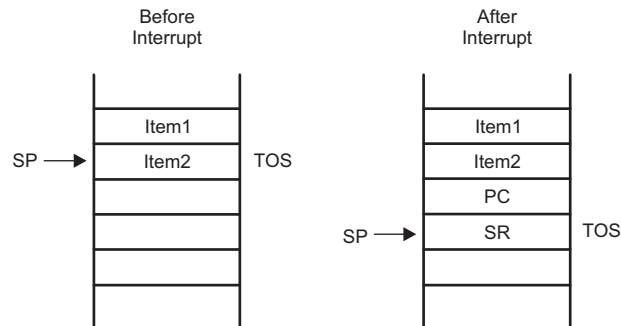 Before
Interrupt
After
Interrupt
Item1
Item1
SP
Item2
TOS
Item2
PC
SP
SR
TOS